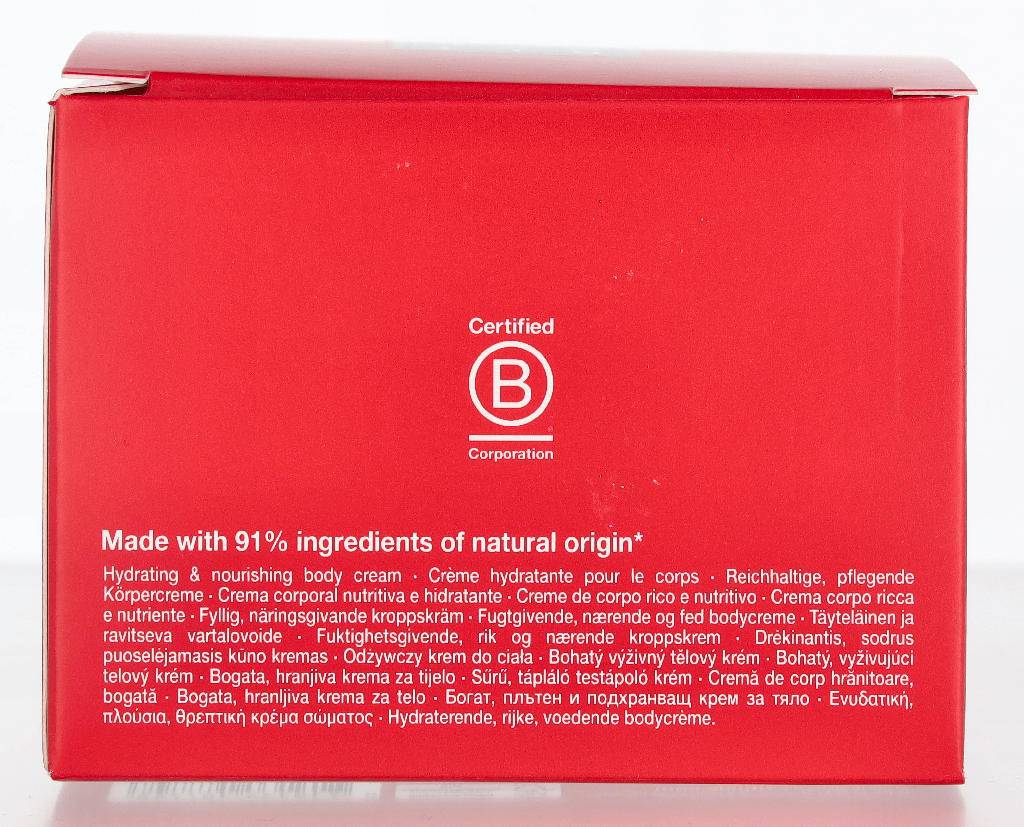 Certified
B
Corporation
Made with 91% ingredients of natural origin*
Hydrating & nourishing body cream · Crème hydratante pour le corps · Reichhaltige, pflegende
Körpercreme · Crema corporal nutritiva e hidratante · Creme de corpo rico e nutritivo · Crema corpo ricca
e nutriente · Fyllig, näringsgivande kroppskräm · Fugtgivende, nærende og fed bodycreme · Täyteläinen ja
ravitseva vartalovoide · Fuktighetsgivende, rik og nærende kroppskrem · Drėkinantis, sodrus
puoselėjamasis kūno kremas · Odżywczy krem do ciała · Bohatý výživný tělový krém · Bohatý, vyživujúci
telový krém · Bogata, hranjiva krema za tijelo · Sűrű, tápláló testápoló krém · Cremă de corp hrănitoare,
bogată · Bogata, hranljiva krema za telo · Богат, плътен и подхранващ крем за тяло · Ενυδατική,
πλούσια, θρεπτική κρέμα σώματος · Hydraterende, rijke, voedende bodycrème.